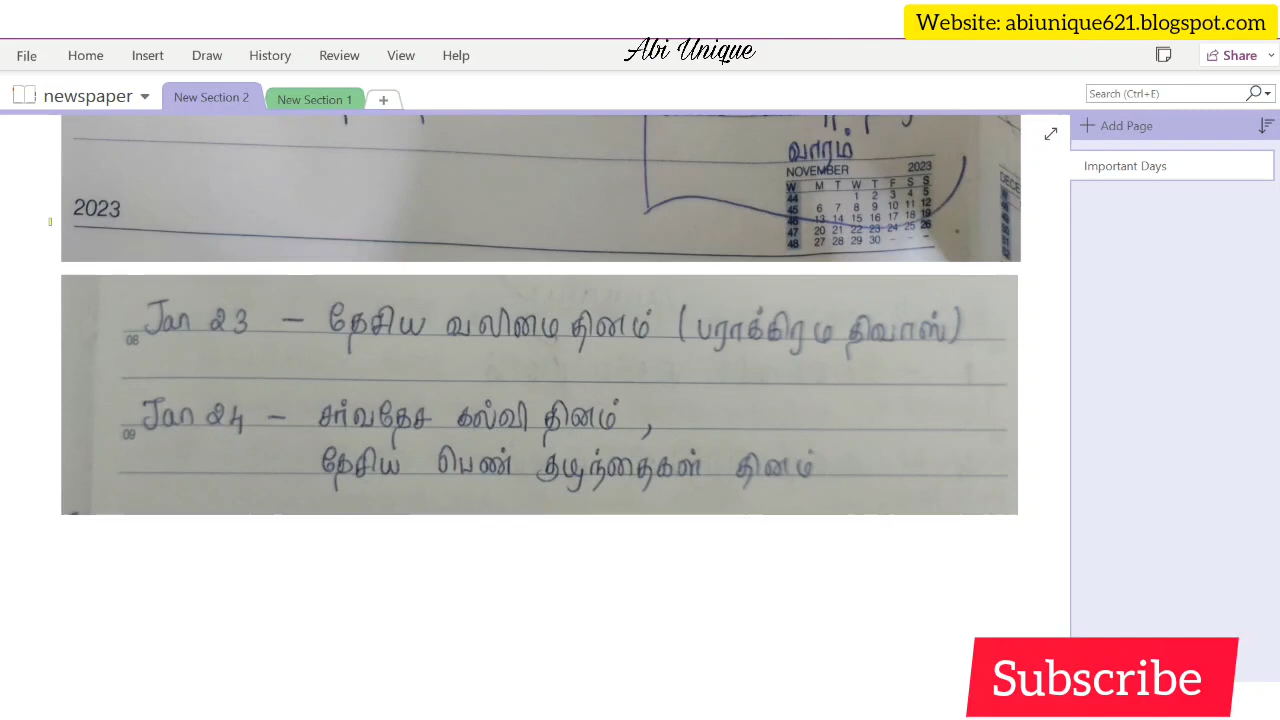 Website: abiunique621.blogspot.com
File Home Insert Draw History Review View Help
Abi Unique
Share
newspaper
New Section 2
New Section 1
Search (Ctrl+E)
Add Page
Important Days
வாரம்
NOVEMBER 2023
W M T W T F S S
44 1 2 3 4 5
45 6 7 8 9 10 11 12
46 13 14 15 16 17 18 19
47 20 21 22 23 24 25 26
48 27 28 29 30 - - -
2023
Jan 23 - தேசிய வலிமை தினம் (பராக்கிரம திவாஸ்)
08
Jan 24 - சர்வதேச கல்வி தினம்,
09
தேசிய பெண் குழந்தைகள் தினம்
Subscribe